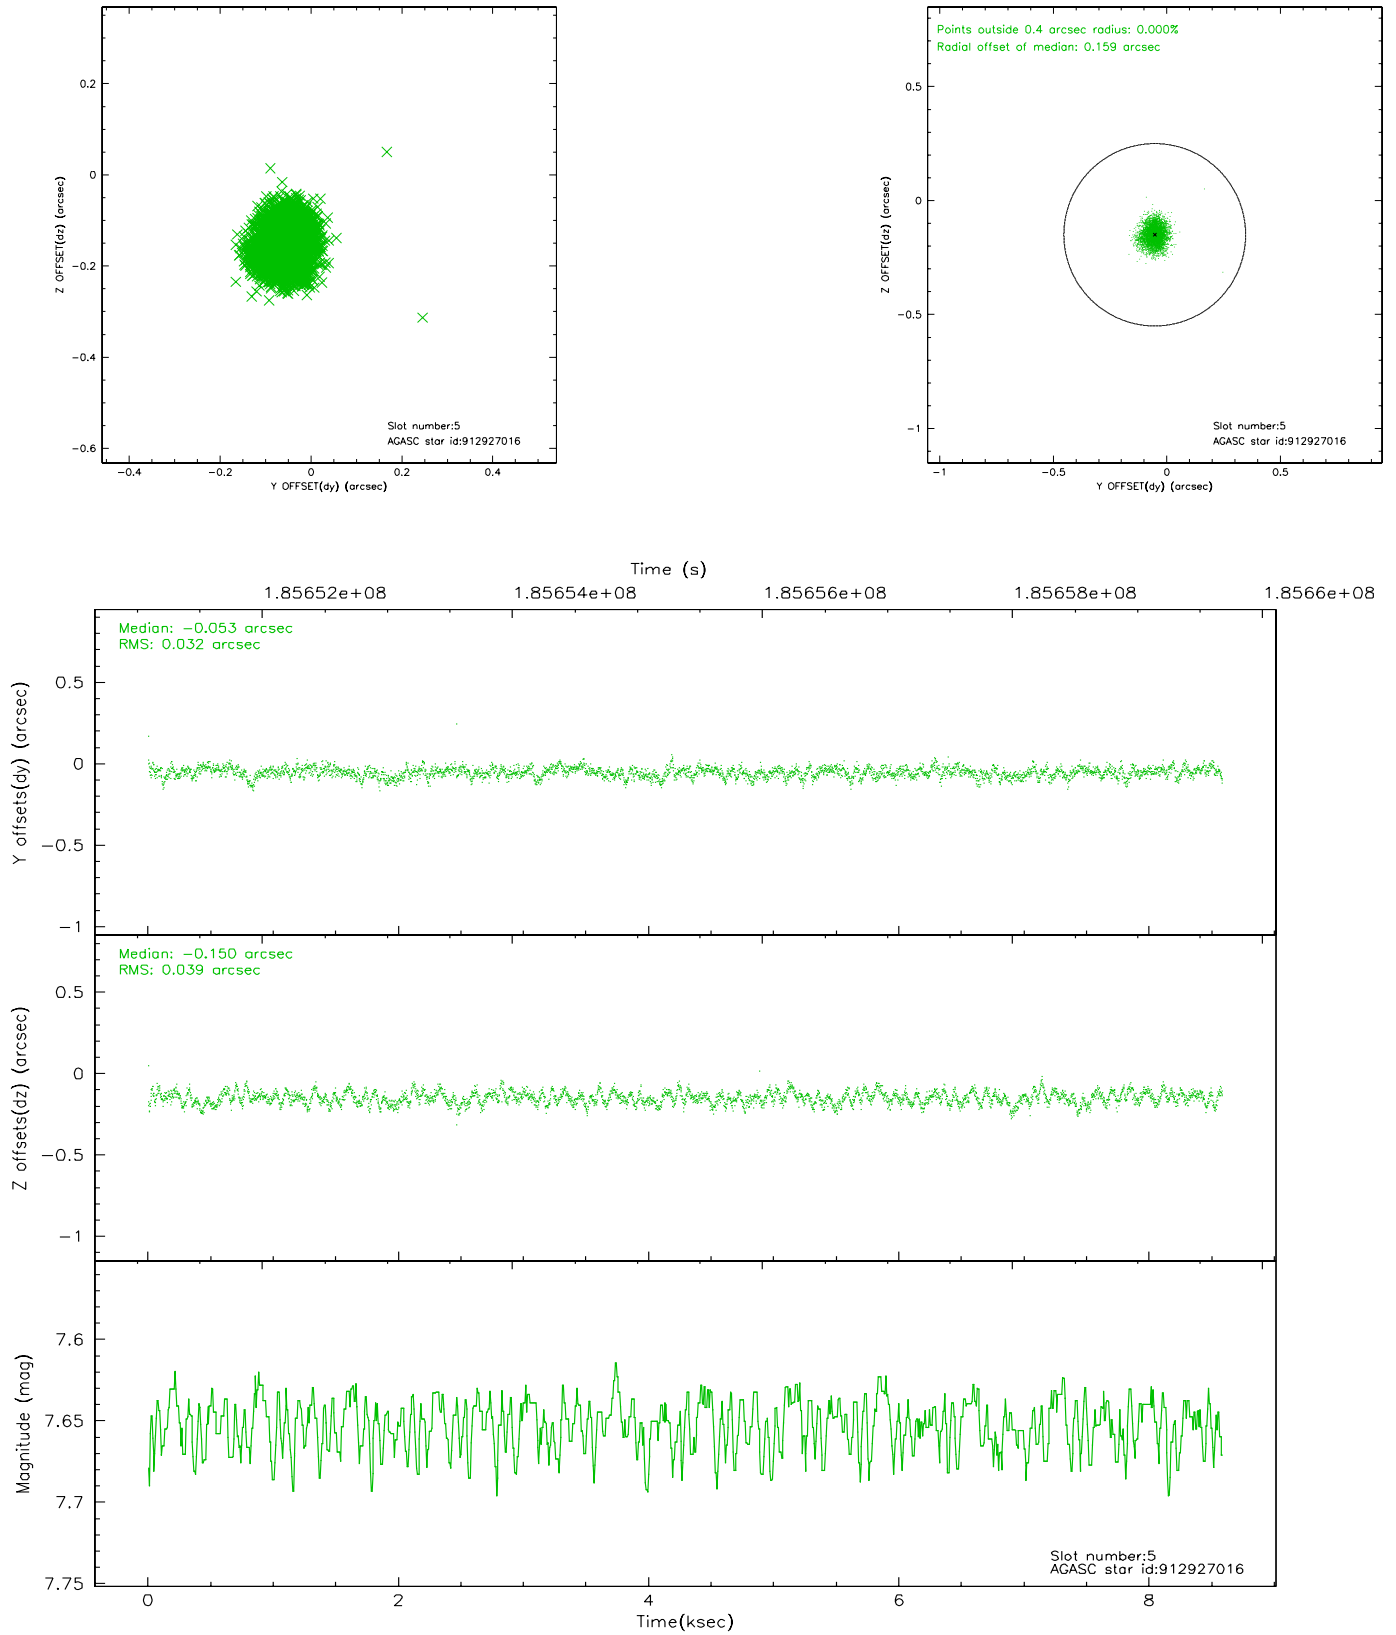 0.2
0
−0.2
−0.4
−0.6
Z OFFSET(dz) (arcsec)
Slot number:5
AGASC star id:912927016
−0.4 −0.2 0 0.2 0.4
Y OFFSET(dy) (arcsec)
Points outside 0.4 arcsec radius: 0.000%
Radial offset of median: 0.159 arcsec
0.5
0
−0.5
−1
Z OFFSET(dz) (arcsec)
Slot number:5
AGASC star id:912927016
−1 −0.5 0 0.5
Y OFFSET(dy) (arcsec)
Time (s)
1.85652e+08 1.85654e+08 1.85656e+08 1.85658e+08 1.8566e+08
Median: −0.053 arcsec
RMS: 0.032 arcsec
0.5
0
−0.5
−1
Y offsets(dy) (arcsec)
Median: −0.150 arcsec
RMS: 0.039 arcsec
0.5
0
−0.5
−1
Z offsets(dz) (arcsec)
7.6
7.65
7.7
7.75
Magnitude (mag)
Slot number:5
AGASC star id:912927016
0 2 4 6 8
Time(ksec)